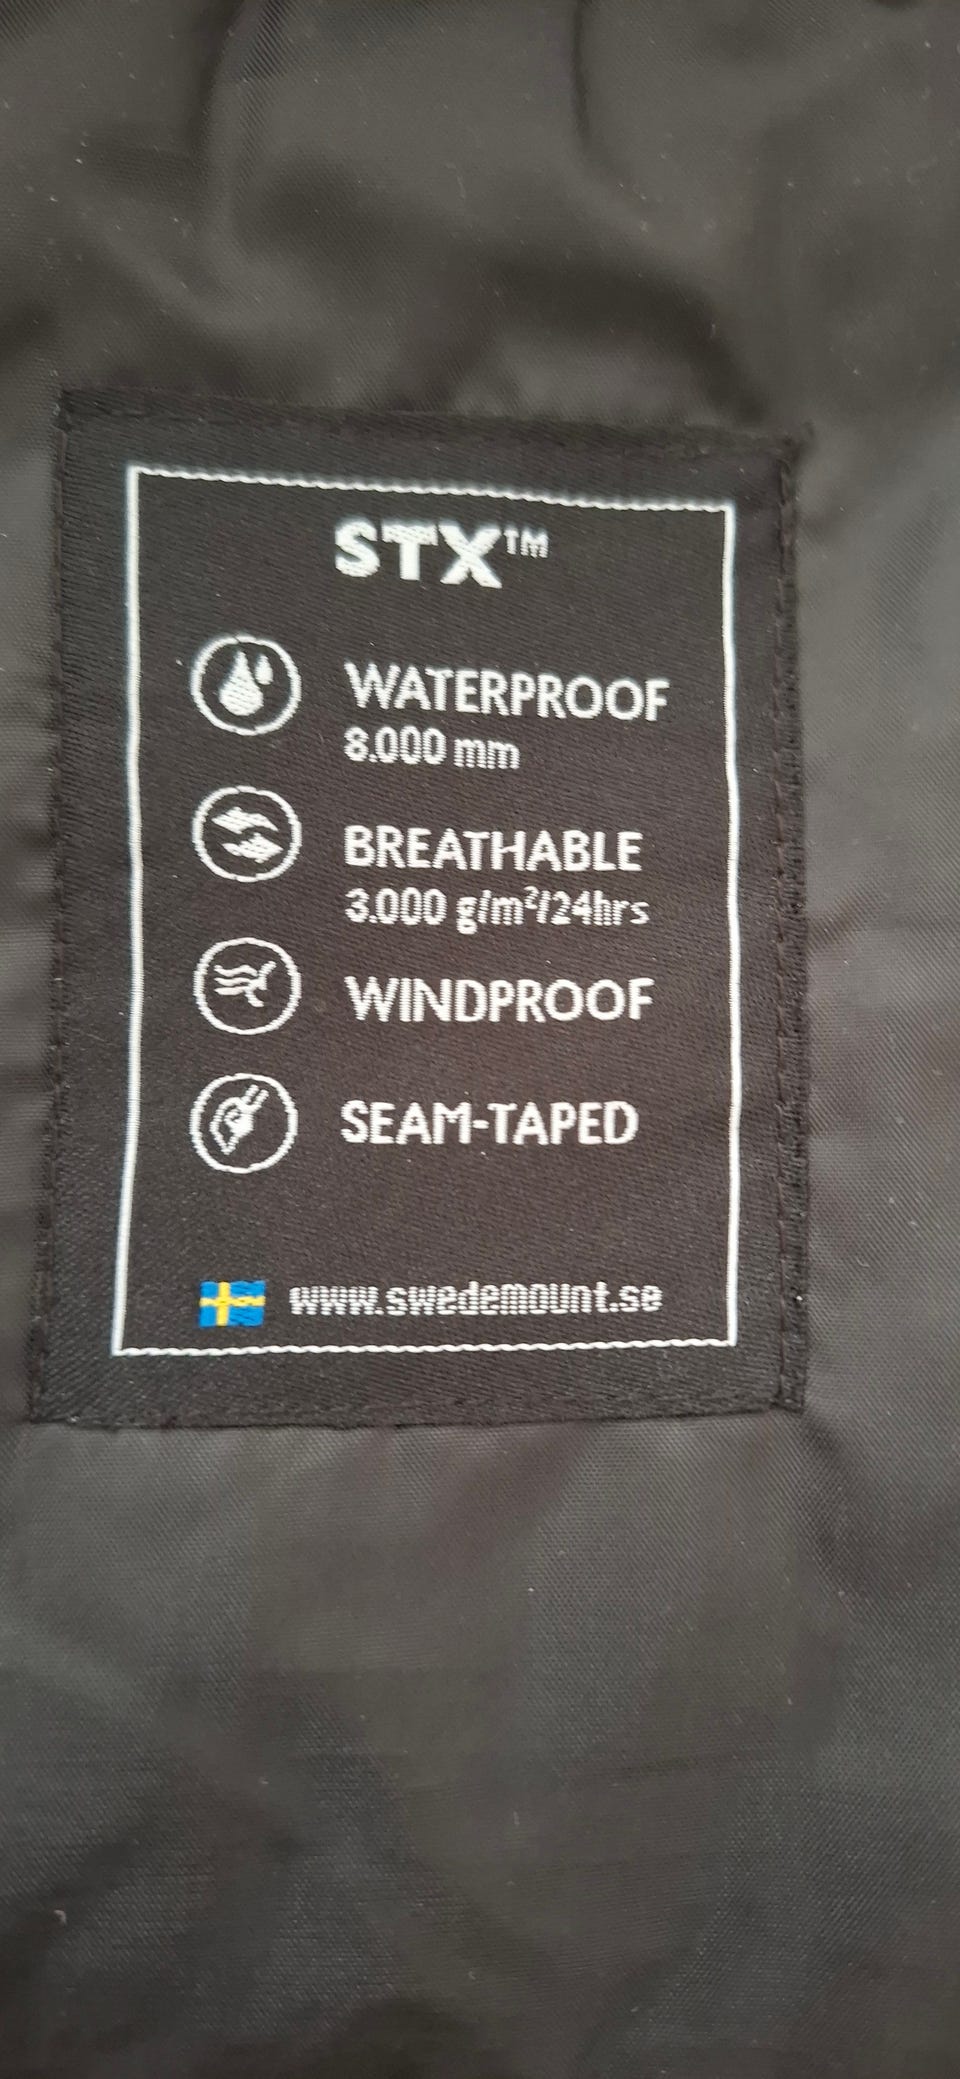 STX™
WATERPROOF
8.000 mm
BREATHABLE
3.000 g/m²/24hrs
WINDPROOF
SEAM-TAPED
www.swedemount.se